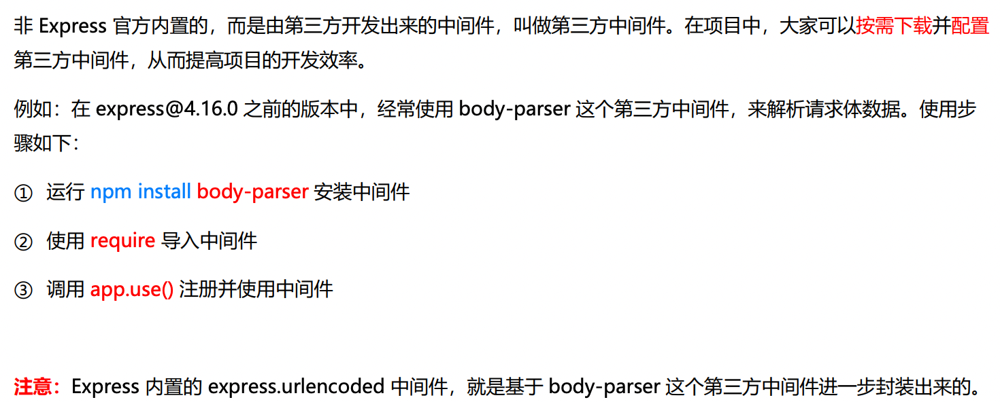 非 Express 官方内置的，而是由第三方开发出来的中间件，叫做第三方中间件。在项目中，大家可以按需下载并配置
第三方中间件，从而提高项目的开发效率。
例如：在 express@4.16.0 之前的版本中，经常使用 body-parser 这个第三方中间件，来解析请求体数据。使用步
骤如下：
① 运行 npm install body-parser 安装中间件
② 使用 require 导入中间件
③ 调用 app.use() 注册并使用中间件
注意：Express 内置的 express.urlencoded 中间件，就是基于 body-parser 这个第三方中间件进一步封装出来的。